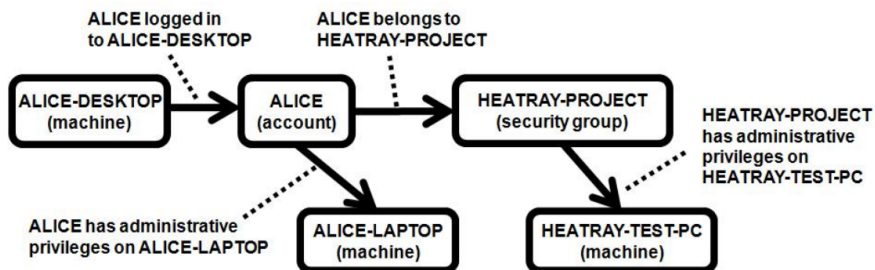 ALICE logged in
to ALICE-DESKTOP
ALICE belongs to
HEATRAY-PROJECT
ALICE-DESKTOP
(machine)
ALICE
(account)
HEATRAY-PROJECT
(security group)
HEATRAY-PROJECT
has administrative
privileges on
HEATRAY-TEST-PC
ALICE has administrative
privileges on ALICE-LAPTOP
ALICE-LAPTOP
(machine)
HEATRAY-TEST-PC
(machine)